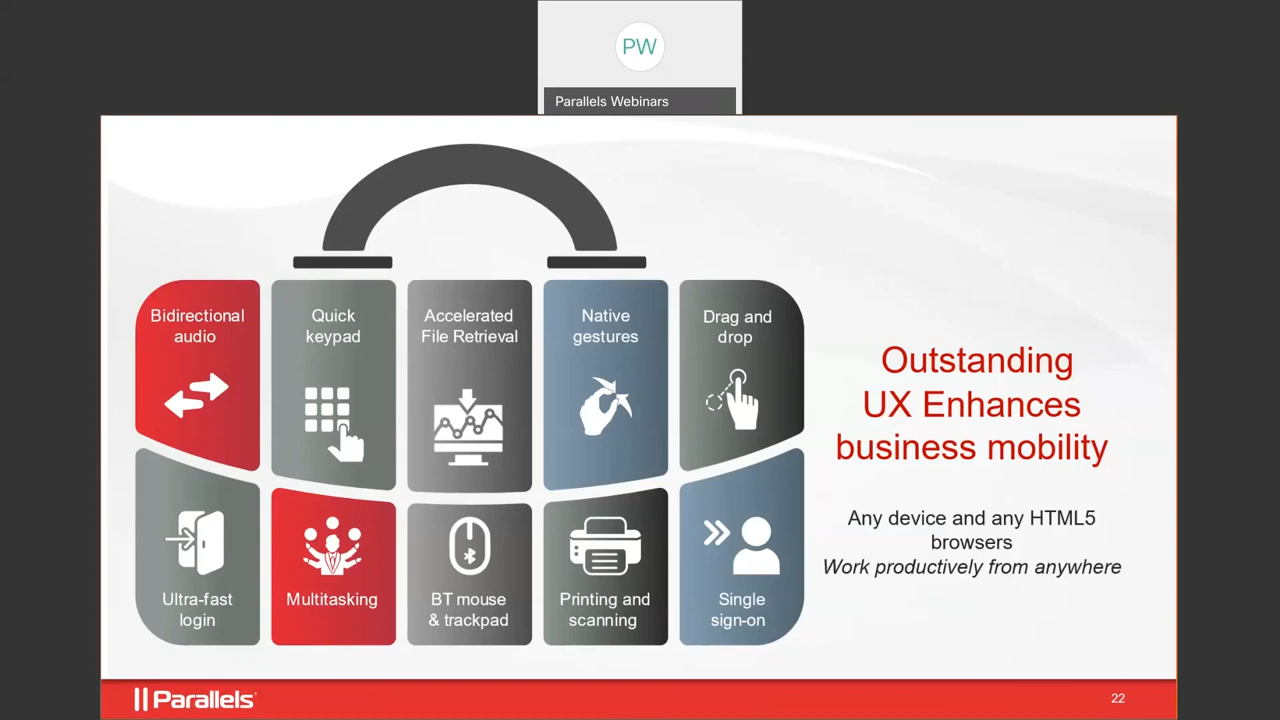 PW
Parallels Webinars
Bidirectional
audio
Quick
keypad
Accelerated
File Retrieval
Native
gestures
Drag and
drop
Ultra-fast
login
Multitasking
BT mouse
& trackpad
Printing and
scanning
Single
sign-on
Outstanding
UX Enhances
business mobility
Any device and any HTML5
browsers
Work productively from anywhere
Parallels
22